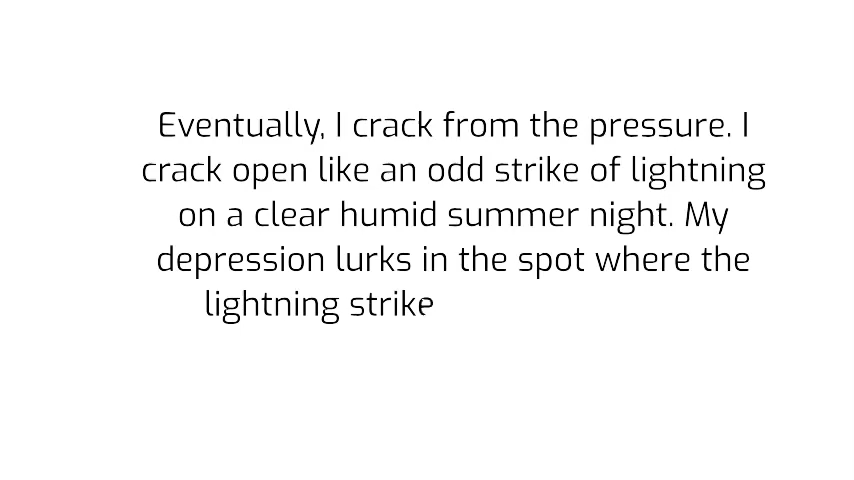 Eventually, I crack from the pressure. I
crack open like an odd strike of lightning
on a clear humid summer night. My
depression lurks in the spot where the
lightning strike